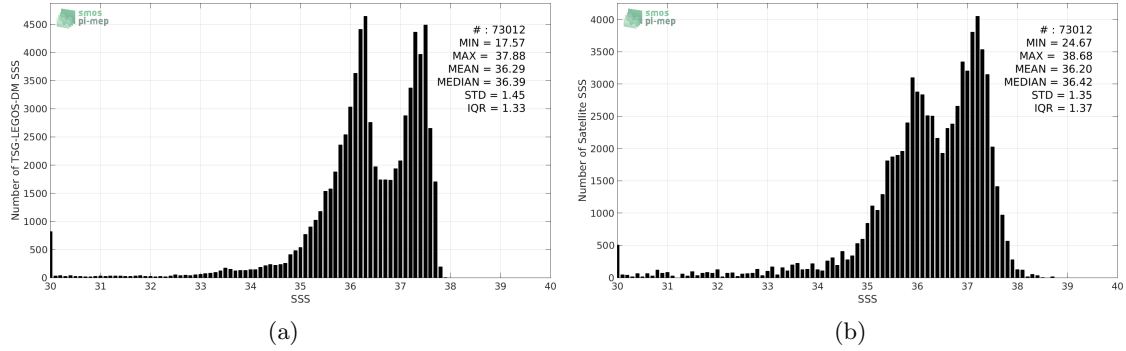 smos
pi-mep
# : 73012
MIN = 17.57
MAX = 37.88
MEAN = 36.29
MEDIAN = 36.39
STD = 1.45
IQR = 1.33
Number of TSG-LEGOS-DM SSS
4500
4000
3500
3000
2500
2000
1500
1000
500
0
30 31 32 33 34 35 36 37 38 39 40
SSS
(a)
smos
pi-mep
# : 73012
MIN = 24.67
MAX = 38.68
MEAN = 36.20
MEDIAN = 36.42
STD = 1.35
IQR = 1.37
Number of Satellite SSS
4000
3500
3000
2500
2000
1500
1000
500
0
30 31 32 33 34 35 36 37 38 39 40
SSS
(b)